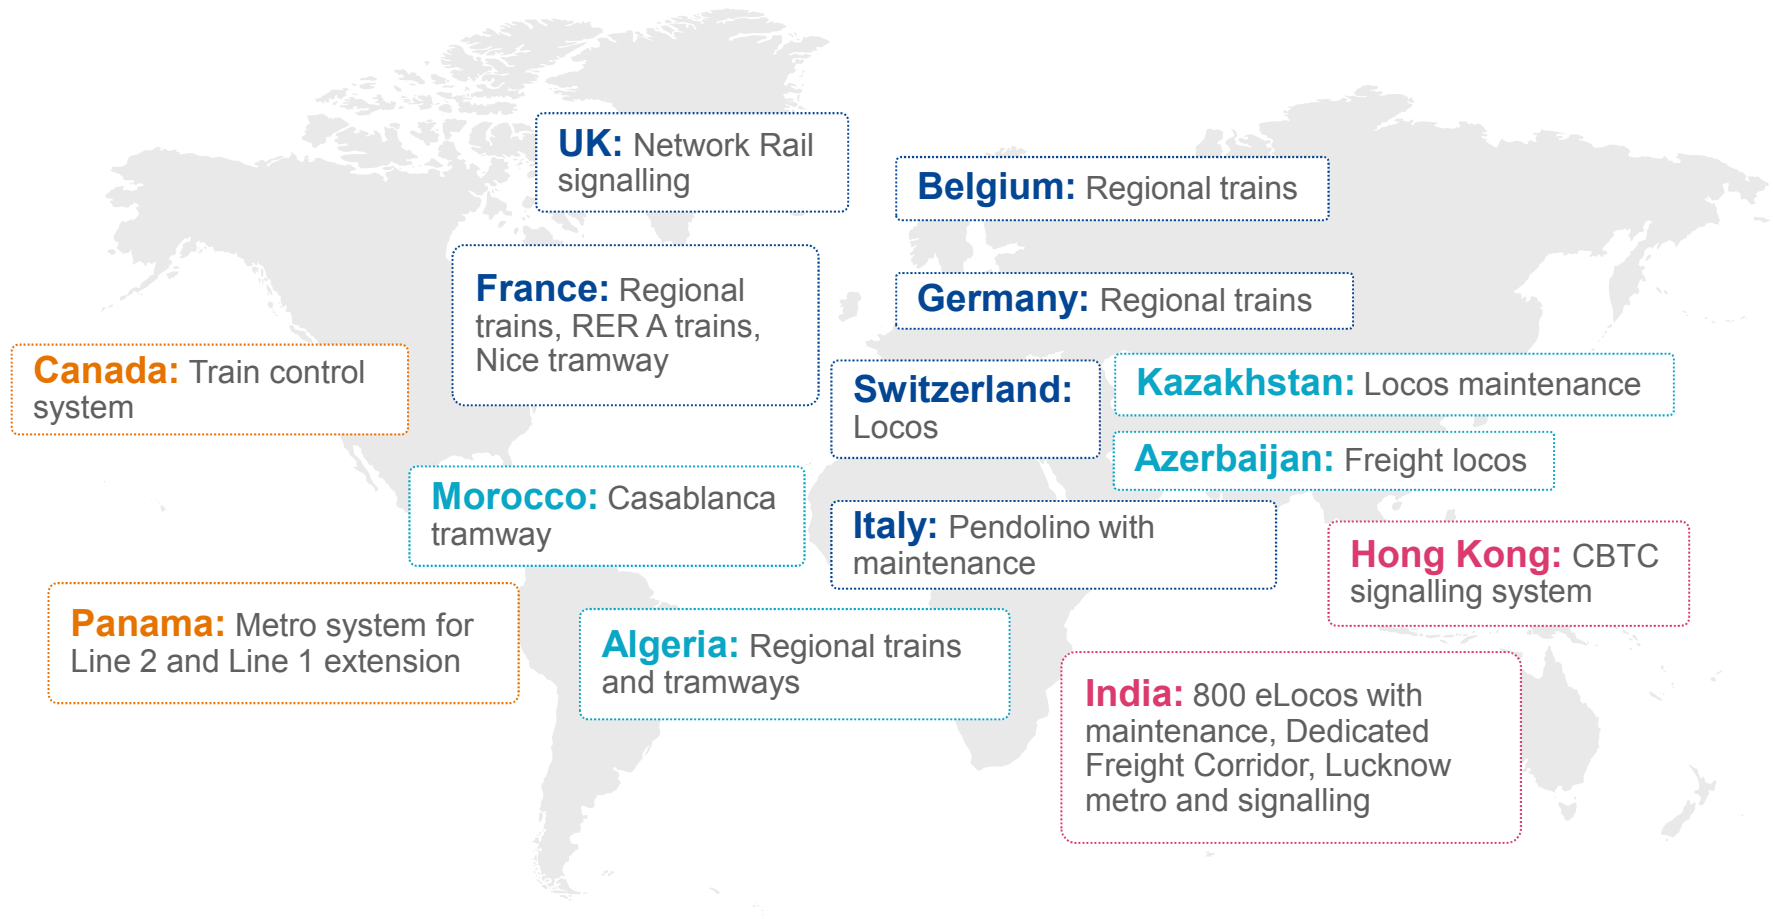 UK: Network Rail
signalling
Belgium: Regional trains
France: Regional
trains, RER A trains,
Nice tramway
Germany: Regional trains
Canada: Train control
system
Switzerland:
Locos
Kazakhstan: Locos maintenance
Azerbaijan: Freight locos
Morocco: Casablanca
tramway
Italy: Pendolino with
maintenance
Hong Kong: CBTC
signalling system
Panama: Metro system for
Line 2 and Line 1 extension
Algeria: Regional trains
and tramways
India: 800 eLocos with
maintenance, Dedicated
Freight Corridor, Lucknow
metro and signalling